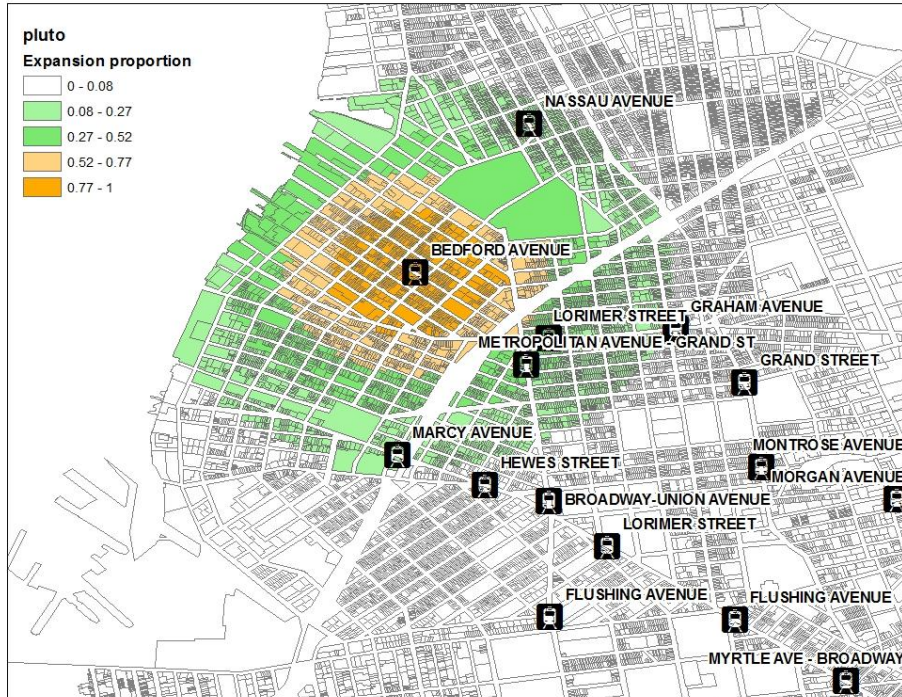 pluto
Expansion proportion
0 - 0.08
0.08 - 0.27
0.27 - 0.52
0.52 - 0.77
0.77 - 1
NASSAU AVENUE
BEDFORD AVENUE
GRAHAM AVENUE
LORIMER STREET
METROPOLITAN AVENUE - GRAND ST
GRAND STREET
MARCY AVENUE
MONTROSE AVENUE
HEWES STREET
MORGAN AVENUE
BROADWAY-UNION AVENUE
LORIMER STREET
FLUSHING AVENUE
FLUSHING AVENUE
MYRTLE AVE - BROADWAY